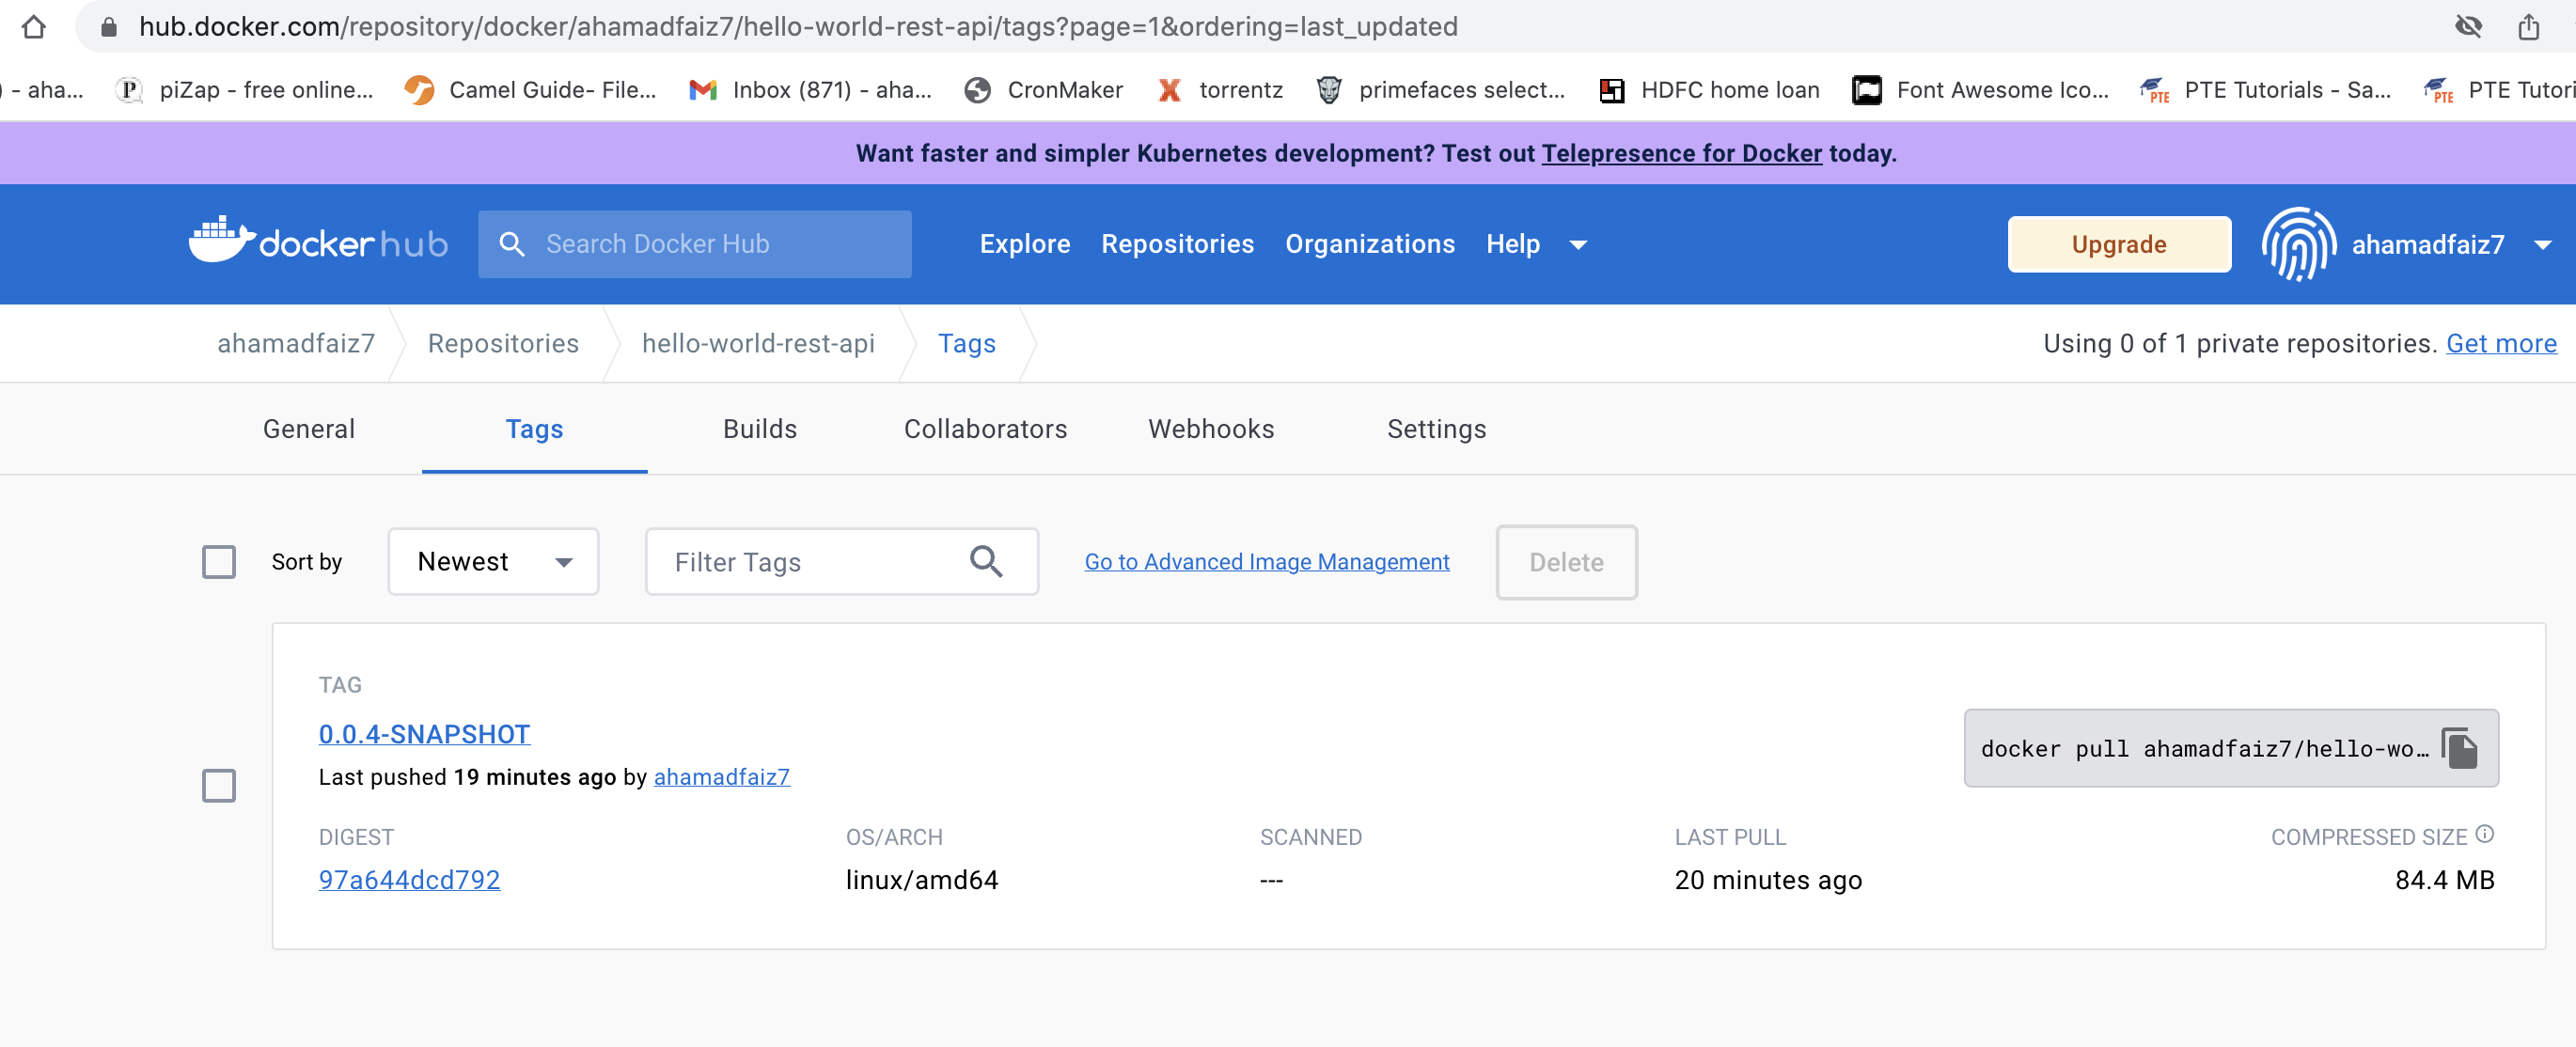 hub.docker.com/repository/docker/ahamadfaiz7/hello-world-rest-api/tags?page=1&ordering=last_updated
) - aha... piZap - free online... Camel Guide- File... Inbox (871) - aha... CronMaker torrentz primefaces select... HDFC home loan Font Awesome Ico... PTE Tutorials - Sa... PTE Tutori
Want faster and simpler Kubernetes development? Test out Telepresence for Docker today.
dockerhub Search Docker Hub Explore Repositories Organizations Help Upgrade ahamadfaiz7
ahamadfaiz7 Repositories hello-world-rest-api Tags Using 0 of 1 private repositories. Get more
General Tags Builds Collaborators Webhooks Settings
Sort by Newest Filter Tags Go to Advanced Image Management Delete
TAG
0.0.4-SNAPSHOT
docker pull ahamadfaiz7/hello-wo...
Last pushed 19 minutes ago by ahamadfaiz7
DIGEST OS/ARCH SCANNED LAST PULL COMPRESSED SIZE
97a644dcd792 linux/amd64 --- 20 minutes ago 84.4 MB